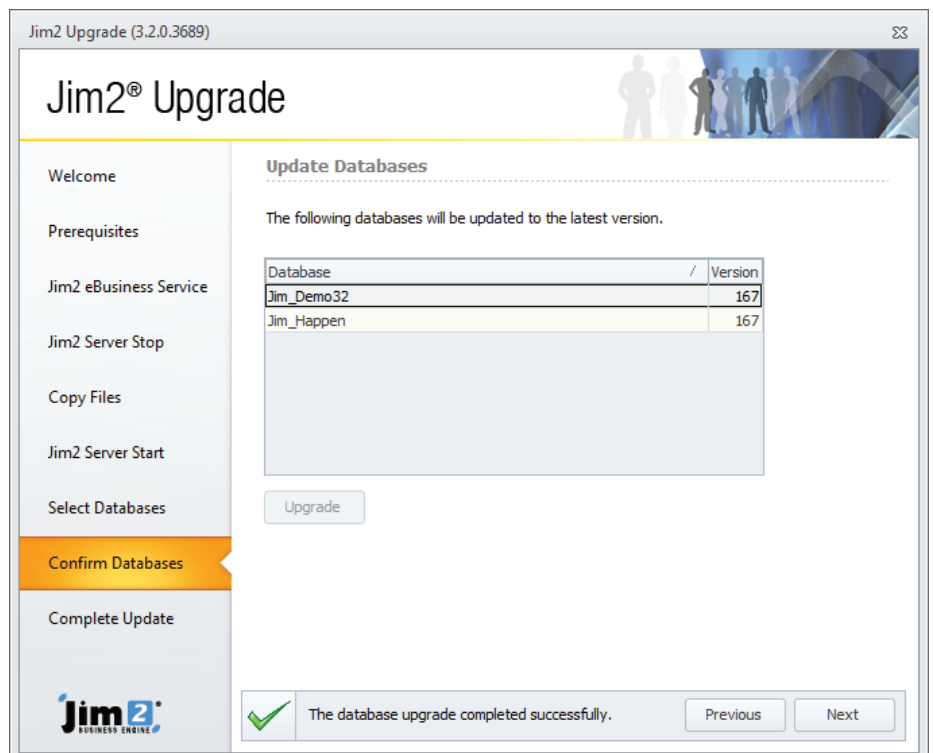 Jim2 Upgrade (3.2.0.3689)
Jim2® Upgrade
Welcome
Prerequisites
Jim2 eBusiness Service
Jim2 Server Stop
Copy Files
Jim2 Server Start
Select Databases
Confirm Databases
Complete Update
Jim2
BUSINESS ENGINE
Update Databases
The following databases will be updated to the latest version.
Database / Version
Jim_Demo32 167
Jim_Happen 167
Upgrade
The database upgrade completed successfully. Previous Next